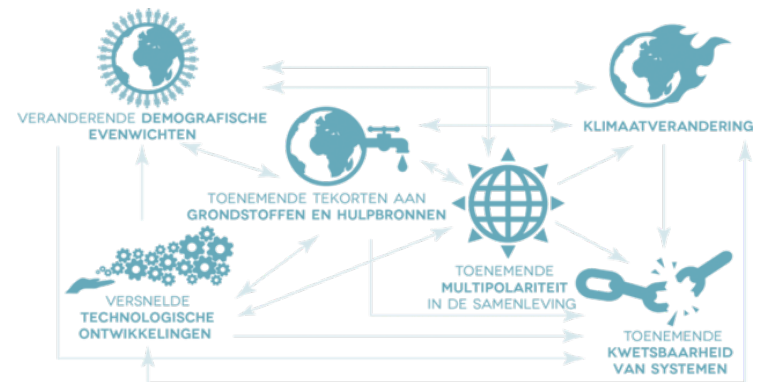 VERANDERENDE DEMOGRAFISCHE
EVENWICHTEN
KLIMAATVERANDERING
TOENEMENDE TEKORTEN AAN
GRONDSTOFFEN EN HULPBRONNEN
TOENEMENDE
MULTIPOLARITEIT
IN DE SAMENLEVING
VERSNELDE
TECHNOLOGISCHE
ONTWIKKELINGEN
TOENEMENDE
KWETSBAARHEID
VAN SYSTEMEN